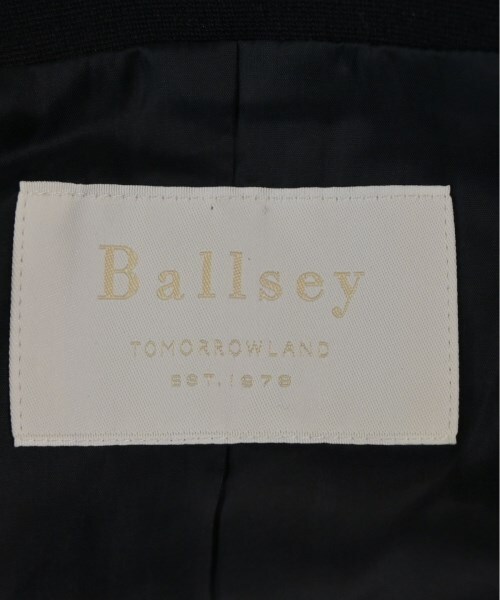 Ballsey
TOMORROWLAND
EST. 1978